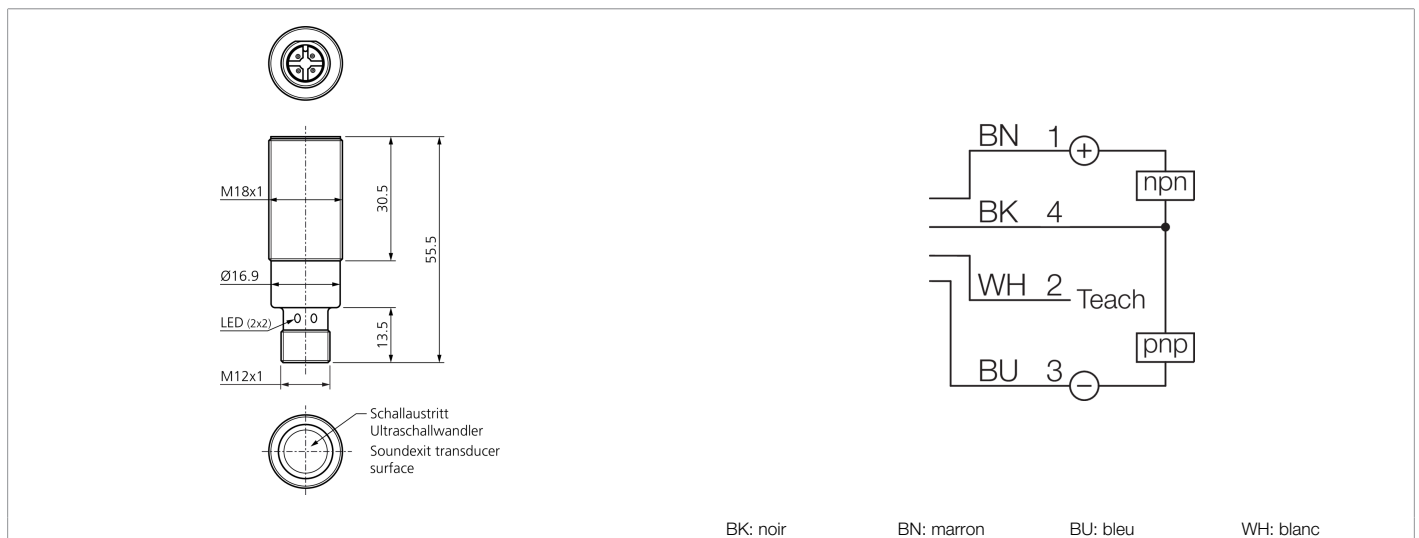 M18x1
30.5
55.5
Ø16.9
LED (2x2)
13.5
M12x1
Schallaustritt
Ultraschallwandler
Soundexit transducer
surface
BN 1 +
npn
BK 4
WH 2 Teach
pnp
BU 3 −
BK: noir BN: marron BU: bleu WH: blanc